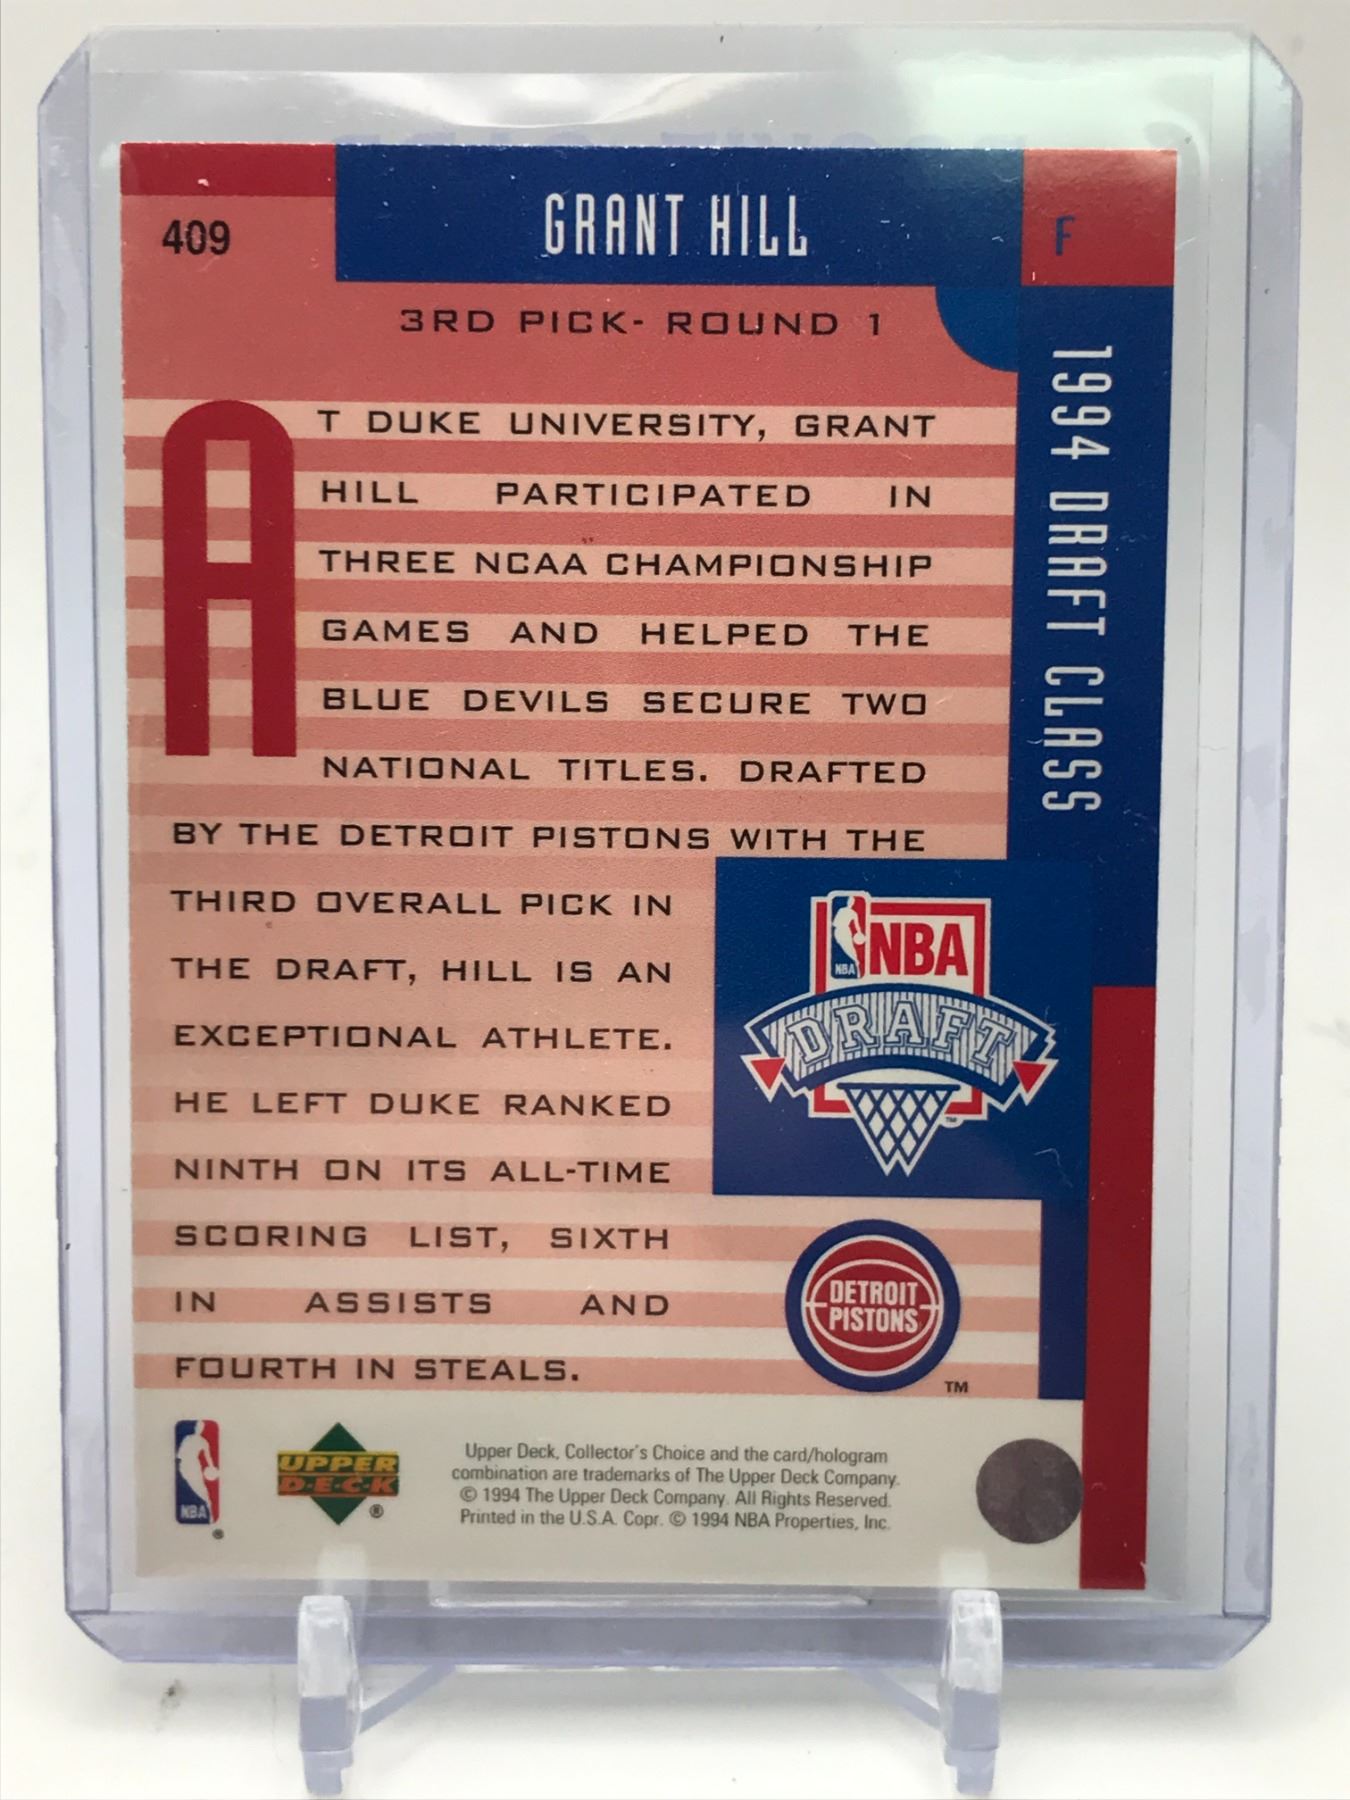 409
GRANT HILL
F
3RD PICK- ROUND 1
1994 DRAFT CLASS
AT DUKE UNIVERSITY, GRANT
HILL PARTICIPATED IN
THREE NCAA CHAMPIONSHIP
GAMES AND HELPED THE
BLUE DEVILS SECURE TWO
NATIONAL TITLES. DRAFTED
BY THE DETROIT PISTONS WITH THE
THIRD OVERALL PICK IN
THE DRAFT, HILL IS AN
EXCEPTIONAL ATHLETE.
HE LEFT DUKE RANKED
NINTH ON ITS ALL-TIME
SCORING LIST, SIXTH
IN ASSISTS AND
FOURTH IN STEALS.
NBA
NBA
DRAFT
TM
DETROIT
PISTONS
TM
NBA
®
UPPER
D·E·C·K
®
Upper Deck, Collector's Choice and the card/hologram
combination are trademarks of The Upper Deck Company.
© 1994 The Upper Deck Company. All Rights Reserved.
Printed in the U.S.A. Copr. © 1994 NBA Properties, Inc.